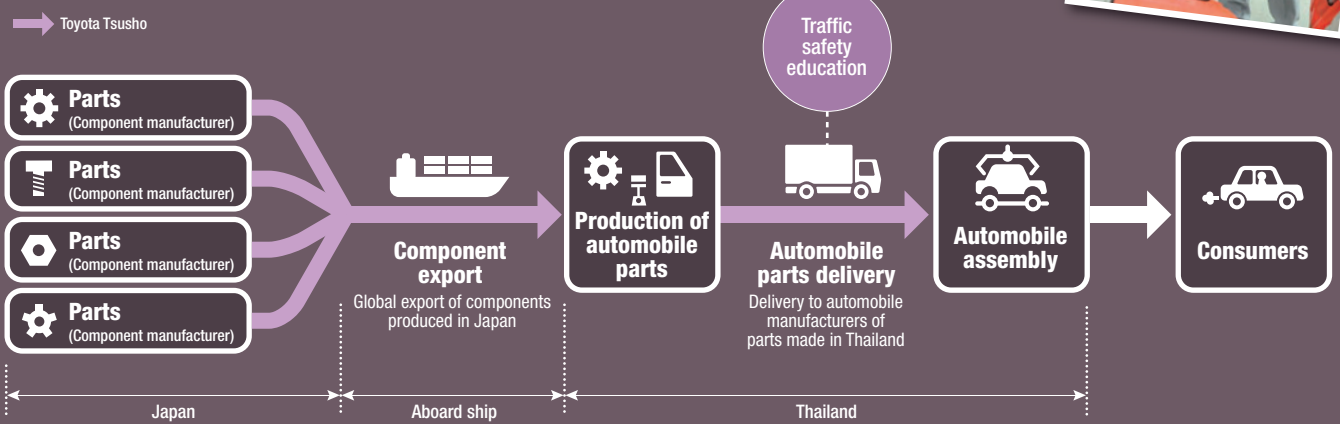 Toyota Tsusho
Traffic
safety
education
Parts
(Component manufacturer)
Parts
(Component manufacturer)
Parts
(Component manufacturer)
Parts
(Component manufacturer)
Component
export
Global export of components
produced in Japan
Production of
automobile
parts
Automobile
parts delivery
Delivery to automobile
manufacturers of
parts made in Thailand
Automobile
assembly
Consumers
Japan
Aboard ship
Thailand